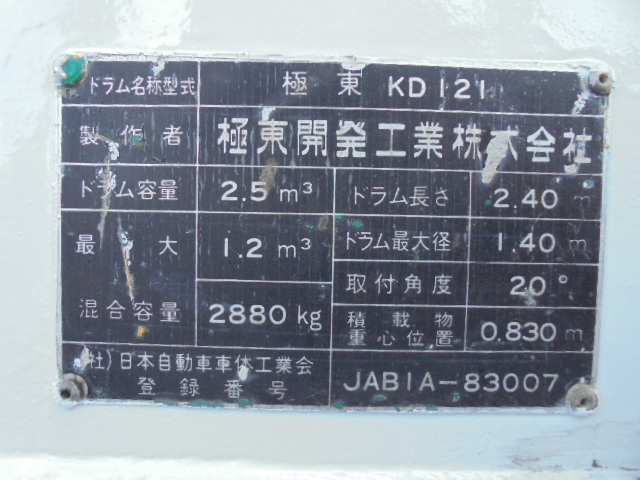 ドラム名称型式 極東 KD121
製作者 極東開発工業株式会社
ドラム容量 2.5 m³ ドラム長さ 2.40 m
最大 1.2 m³ ドラム最大径 1.40 m
取付角度 20°
混合容量 2880 kg 積載物
重心位置 0.830 m
(社)日本自動車車体工業会
登録番号 JABIA-83007